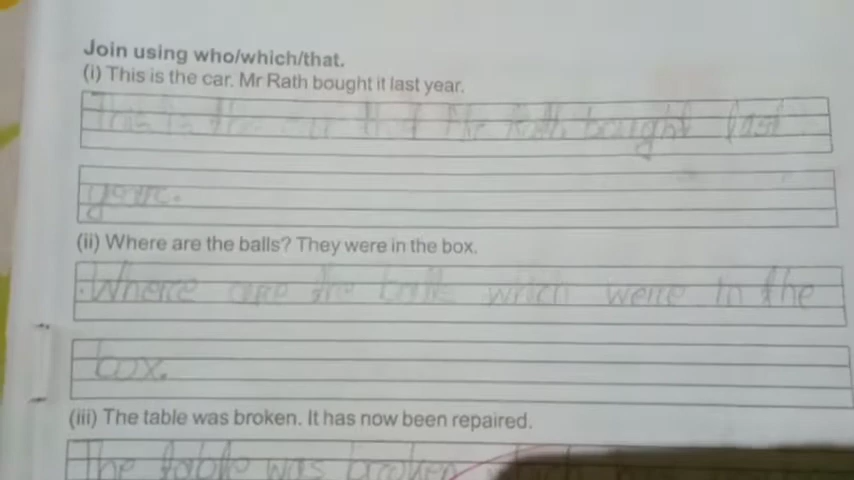 Join using who/which/that.
(i) This is the car. Mr Rath bought it last year.
This is the car that Mr Rath bought last
year.
(ii) Where are the balls? They were in the box.
Where are the balls which were in the
box.
(iii) The table was broken. It has now been repaired.
The table was broken